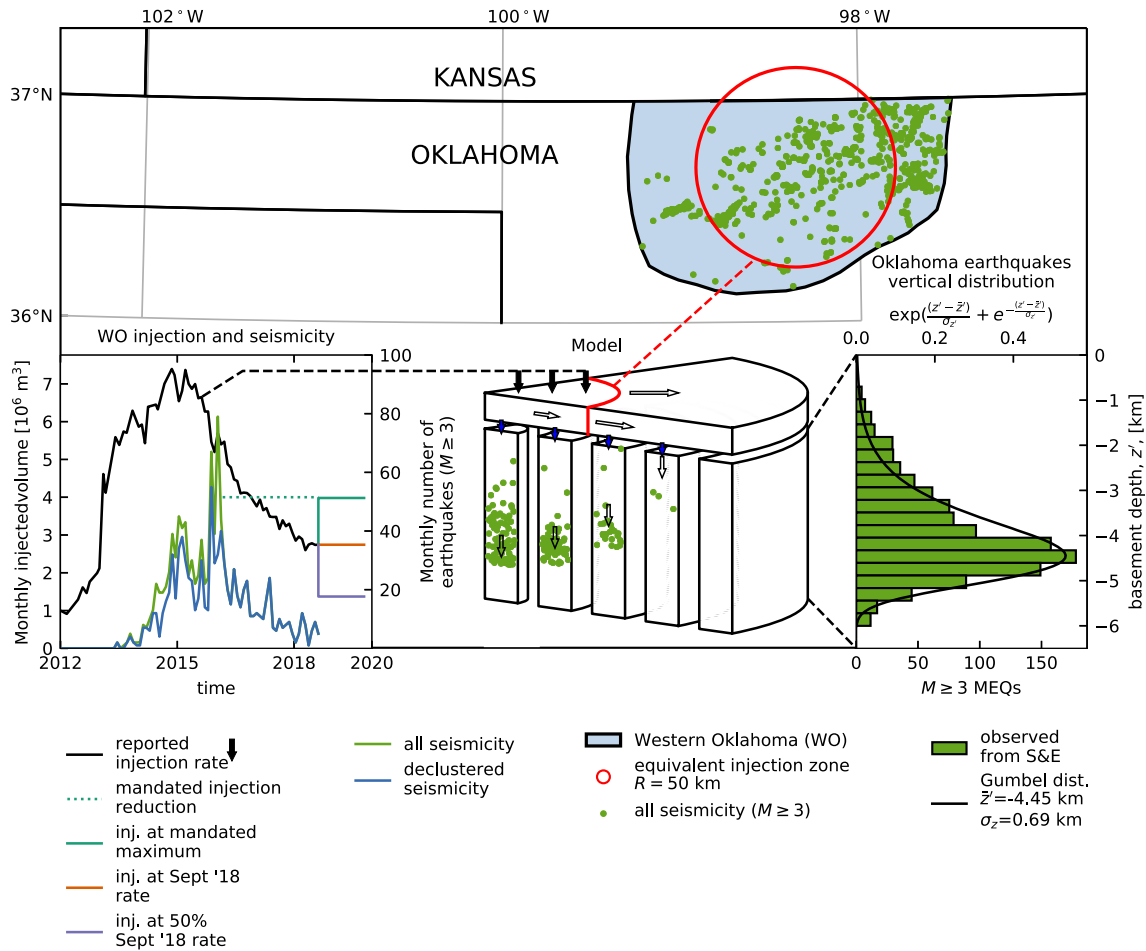 102°W
100°W
98°W
KANSAS
37°N
OKLAHOMA
36°N
Oklahoma earthquakes
vertical distribution
exp((z′ − z̄′)/σ_z′ + e^−(z′ − z̄′)/σ_z′)
WO injection and seismicity
Model
0.0
0.2
0.4
100
0
7
6
5
4
3
2
1
0
80
60
40
20
−1
−2
−3
−4
−5
−6
Monthly injectedvolume [10⁶ m³]
Monthly number of
earthquakes (M ≥ 3)
basement depth, z′, [km]
2012
2015
2018
2020
time
0
50
100
150
M ≥ 3 MEQs
reported
injection rate
mandated injection
reduction
inj. at mandated
maximum
inj. at Sept '18
rate
inj. at 50%
Sept '18 rate
all seismicity
declustered
seismicity
Western Oklahoma (WO)
equivalent injection zone
R = 50 km
all seismicity (M ≥ 3)
observed
from S&E
Gumbel dist.
z̄′=-4.45 km
σ_z=0.69 km